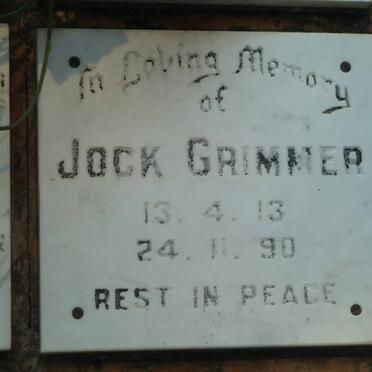 In Loving Memory
of
JOCK GRIMMER
13. 4. 13
24. 11. 90
REST IN PEACE